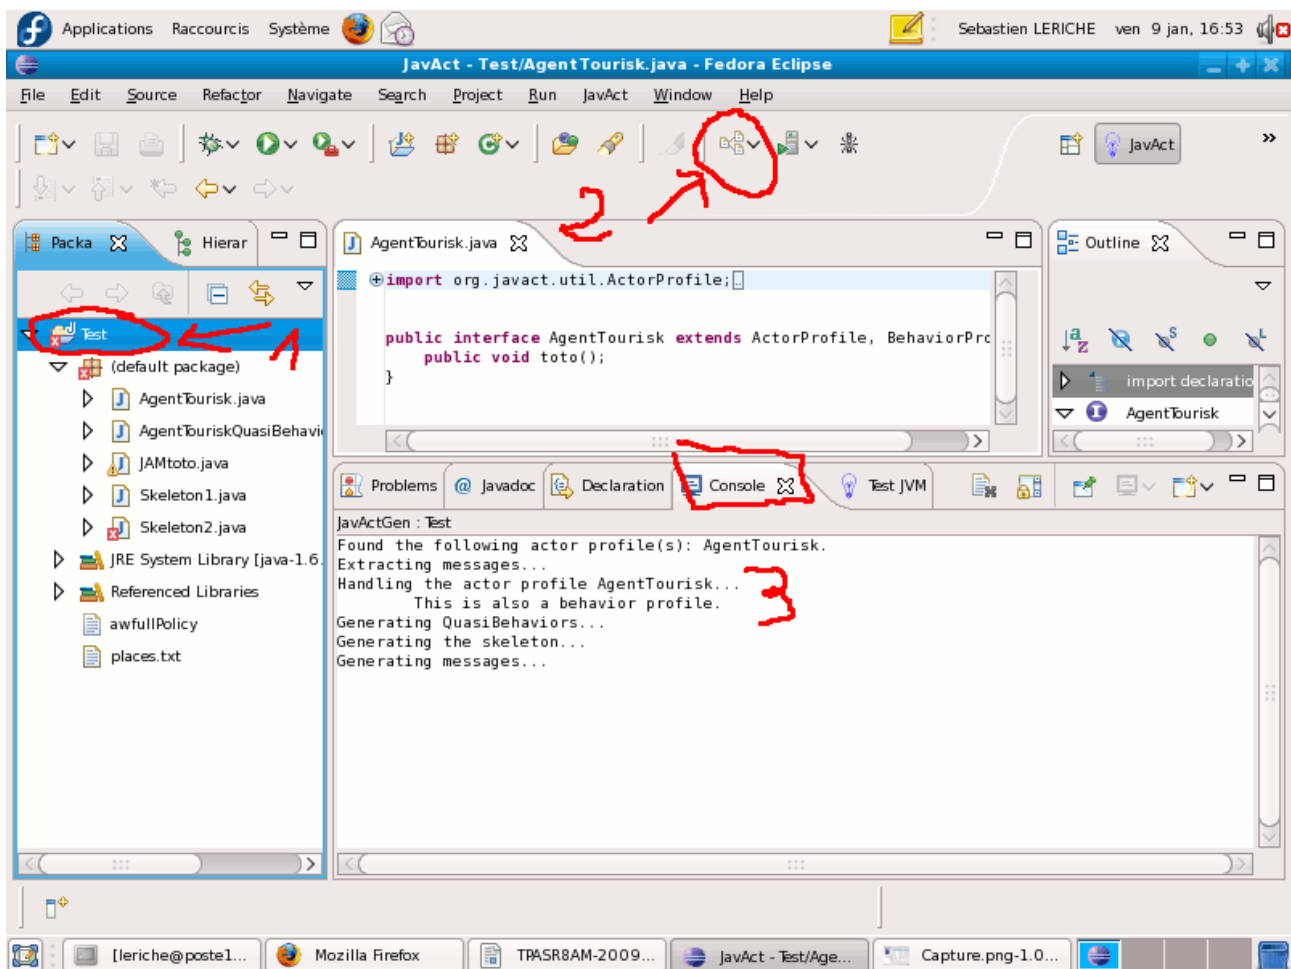 Applications Raccourcis Système
Sebastien LERICHE ven 9 jan, 16:53
JavAct - Test/AgentTourisk.java - Fedora Eclipse
File Edit Source Refactor Navigate Search Project Run JavAct Window Help
JavAct
»
2
Packa
Hierar
AgentTourisk.java
Outline
import org.javact.util.ActorProfile;
public interface AgentTourisk extends ActorProfile, BehaviorPro
public void toto();
}
1
Test
(default package)
AgentTourisk.java
AgentTouriskQuasiBehavi
JAMtoto.java
Skeleton1.java
Skeleton2.java
JRE System Library [java-1.6.
Referenced Libraries
awfullPolicy
places.txt
import declaratio
AgentTourisk
Problems
@ Javadoc
Declaration
Console
Test JVM
JavActGen : Test
Found the following actor profile(s): AgentTourisk.
Extracting messages...
Handling the actor profile AgentTourisk...
This is also a behavior profile.
Generating QuasiBehaviors...
Generating the skeleton...
Generating messages...
3
[leriche@poste1...
Mozilla Firefox
TPASR8AM-2009...
JavAct - Test/Age...
Capture.png-1.0...